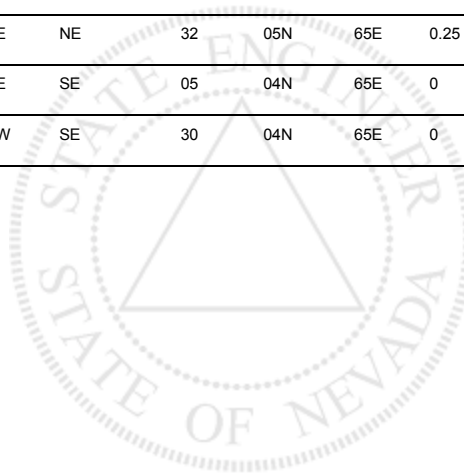 E NE 32 05N 65E 0.25
E SE 05 04N 65E 0
W SE 30 04N 65E 0
STATE ENGINEER
STATE OF NEVADA